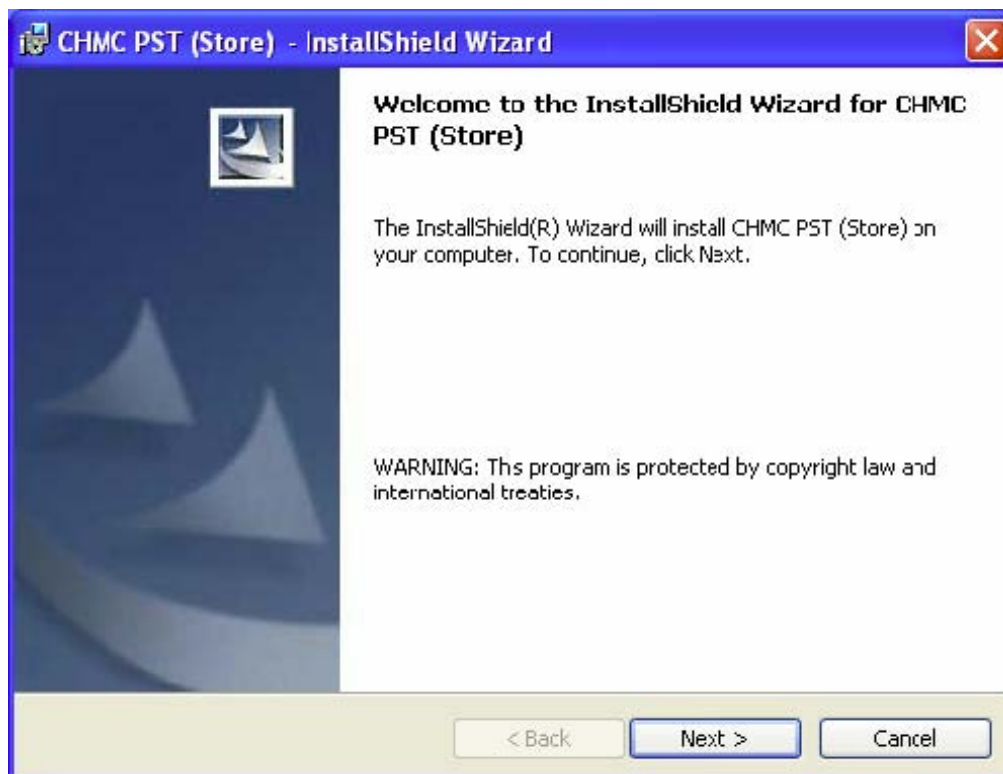 CHMC PST (Store) - InstallShield Wizard
Welcome to the InstallShield Wizard for CHMC
PST (Store)
The InstallShield(R) Wizard will install CHMC PST (Store) on
your computer. To continue, click Next.
WARNING: This program is protected by copyright law and
international treaties.
< Back
Next >
Cancel